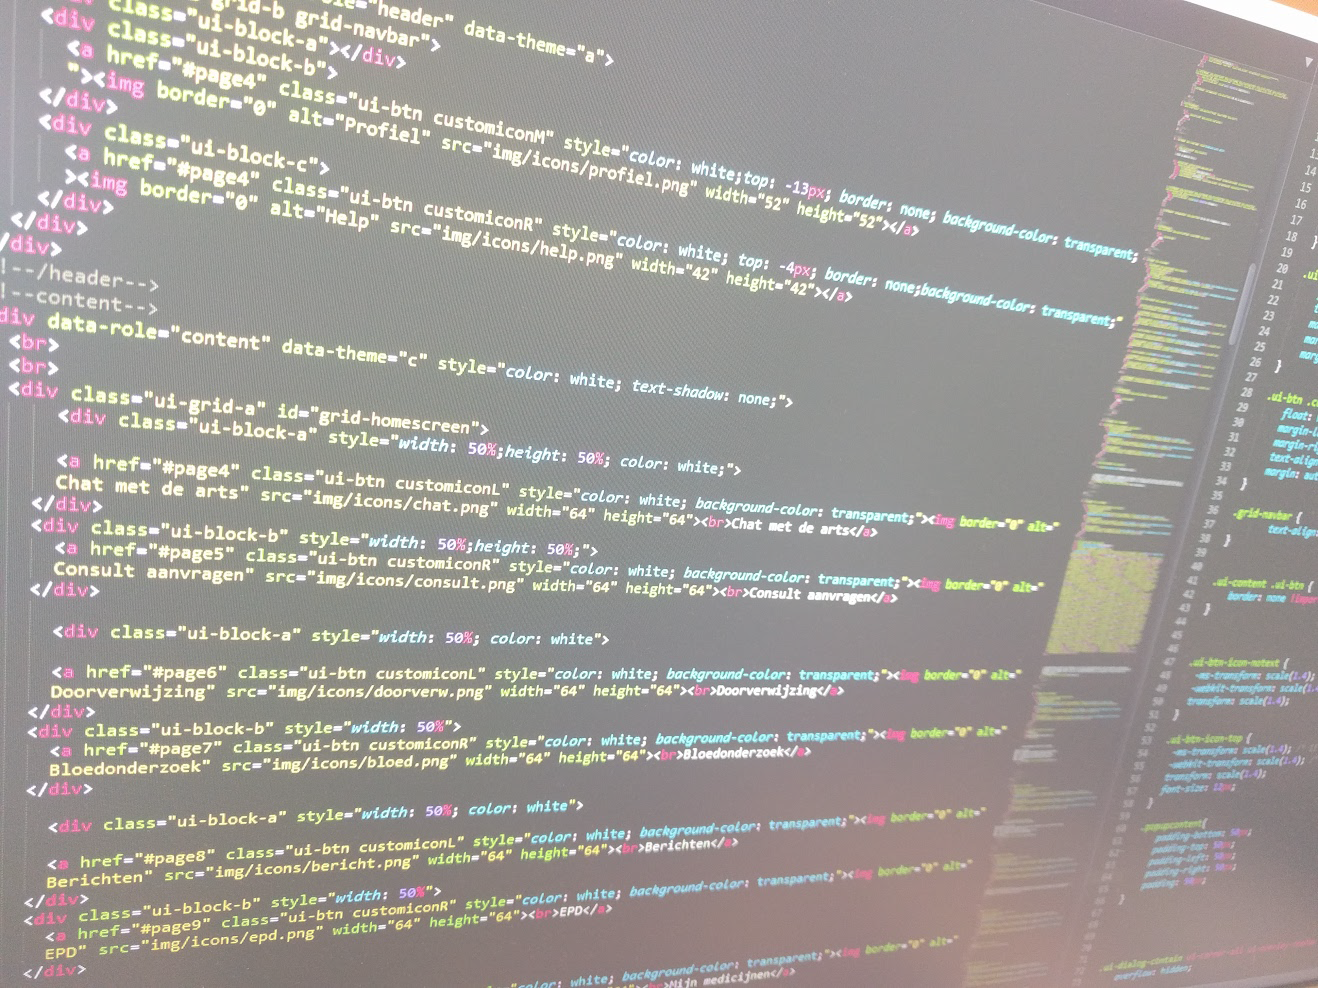 ole="header" data-theme="a">
grid-b grid-navbar">
<div class="ui-block-a"></div>
class="ui-block-b">
<a href="#page4" class="ui-btn customiconM" style="color: white;top: -13px; border: none; background-color: transparent;
"><img border="0" alt="Profiel" src="img/icons/profiel.png" width="52" height="52"></a>
</div>
<div class="ui-block-c">
<a href="#page4" class="ui-btn customiconR" style="color: white; top: -4px; border: none;background-color: transparent;"
><img border="0" alt="Help" src="img/icons/help.png" width="42" height="42"></a>
</div>
</div>
/div>
!--/header-->
!--content-->
div data-role="content" data-theme="c" style="color: white; text-shadow: none;">
<br>
<br>
<div class="ui-grid-a" id="grid-homescreen">
<div class="ui-block-a" style="width: 50%;height: 50%; color: white;">
<a href="#page4" class="ui-btn customiconL" style="color: white; background-color: transparent;"><img border="0" alt="
Chat met de arts" src="img/icons/chat.png" width="64" height="64"><br>Chat met de arts</a>
</div>
<div class="ui-block-b" style="width: 50%;height: 50%;">
<a href="#page5" class="ui-btn customiconR" style="color: white; background-color: transparent;"><img border="0" alt="
Consult aanvragen" src="img/icons/consult.png" width="64" height="64"><br>Consult aanvragen</a>
</div>
<div class="ui-block-a" style="width: 50%; color: white">
<a href="#page6" class="ui-btn customiconL" style="color: white; background-color: transparent;"><img border="0" alt="
Doorverwijzing" src="img/icons/doorverw.png" width="64" height="64"><br>Doorverwijzing</a>
</div>
<div class="ui-block-b" style="width: 50%">
<a href="#page7" class="ui-btn customiconR" style="color: white; background-color: transparent;"><img border="0" alt="
Bloedonderzoek" src="img/icons/bloed.png" width="64" height="64"><br>Bloedonderzoek</a>
</div>
<div class="ui-block-a" style="width: 50%; color: white">
<a href="#page8" class="ui-btn customiconL" style="color: white; background-color: transparent;"><img border="0" alt="
Berichten" src="img/icons/bericht.png" width="64" height="64"><br>Berichten</a>
</div>
<div class="ui-block-b" style="width: 50%">
<a href="#page9" class="ui-btn customiconR" style="color: white; background-color: transparent;"><img border="0" alt="
EPD" src="img/icons/epd.png" width="64" height="64"><br>EPD</a>
</div>
color: white; background-color: transparent;"><img border="0" alt="
<br>Mijn medicijnen</a>
14
15
16
17
18
19
20 .ui
21
22
23
24
25
26 }
27
28 .ui-btn
29 float:
30
31
32 text-align
33
34 }
35
36 .grid-navbar {
37 text-align:
38 }
39
40
41 .ui-content .ui-btn {
42 border: none
43 }
44
45
46
47 .ui-btn-icon-notext {
48 -ms-transform: scale(1.4);
49 -webkit-transform: scale(1.4)
50 transform: scale(1.4);
51 }
52
53 .ui-btn-icon-top {
-ms-transform: scale(1.4);
-webkit-transform: scale(1.4);
transform: scale(1.4);
font-size: 12px;
}
.popupcontent{
padding-bottom: 50px;
padding-top: 50px;
padding-left: 50px;
padding-right: 50px;
padding: 50px;
}
.ui-dialog-contain
overflow: hidden;